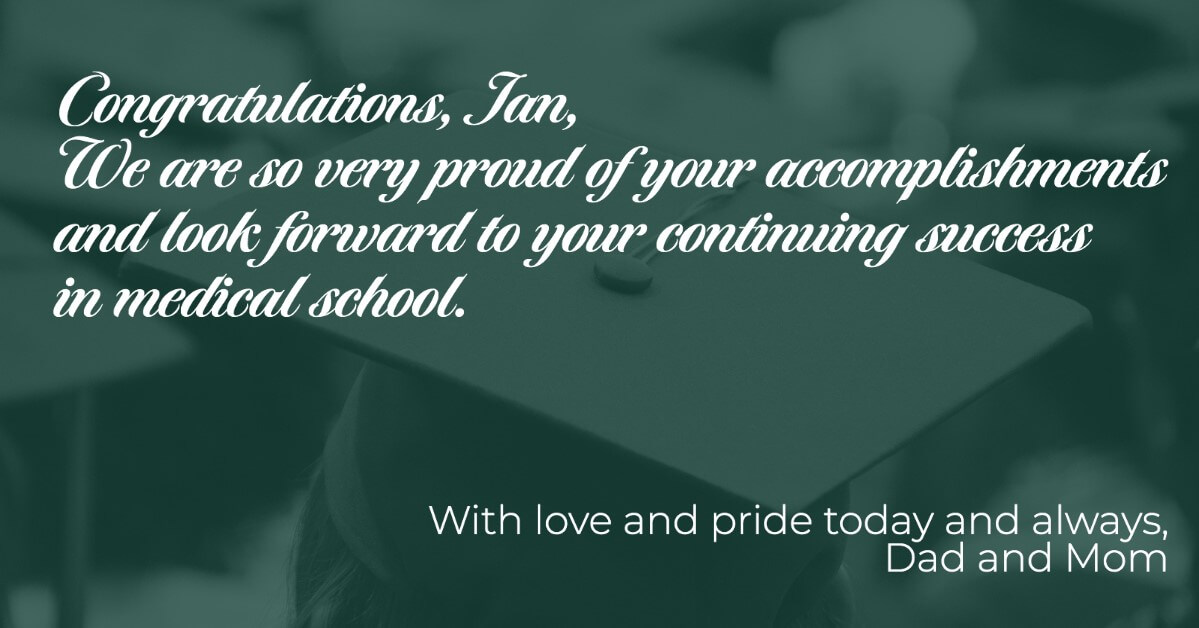 Congratulations, Ian,
We are so very proud of your accomplishments
and look forward to your continuing success
in medical school.
With love and pride today and always,
Dad and Mom